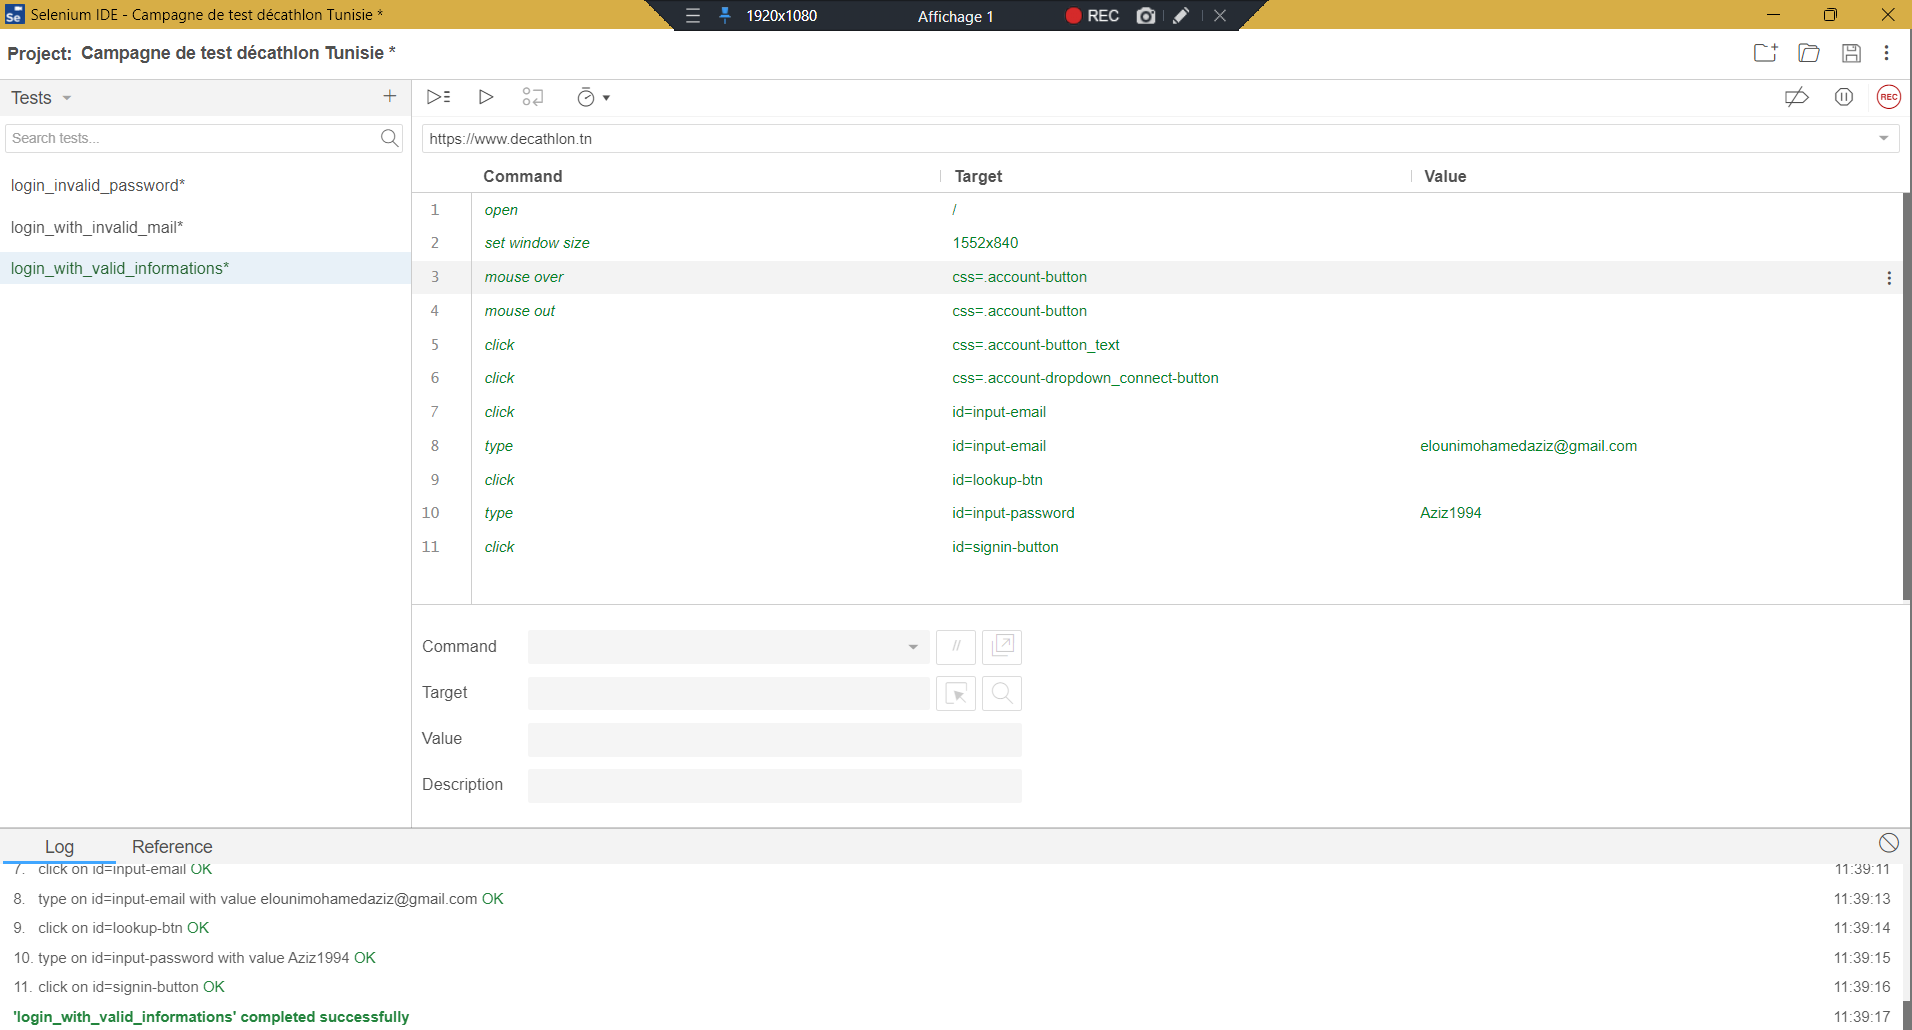 Se Selenium IDE - Campagne de test décathlon Tunisie *
1920x1080 Affichage 1 REC
Project: Campagne de test décathlon Tunisie *
Tests
Search tests...
login_invalid_password*
login_with_invalid_mail*
login_with_valid_informations*
REC
https://www.decathlon.tn
Command Target Value
1 open /
2 set window size 1552x840
3 mouse over css=.account-button
4 mouse out css=.account-button
5 click css=.account-button_text
6 click css=.account-dropdown_connect-button
7 click id=input-email
8 type id=input-email elounimohamedaziz@gmail.com
9 click id=lookup-btn
10 type id=input-password Aziz1994
11 click id=signin-button
Command //
Target
Value
Description
Log Reference
7. click on id=input-email OK 11:39:11
8. type on id=input-email with value elounimohamedaziz@gmail.com OK 11:39:13
9. click on id=lookup-btn OK 11:39:14
10. type on id=input-password with value Aziz1994 OK 11:39:15
11. click on id=signin-button OK 11:39:16
'login_with_valid_informations' completed successfully 11:39:17